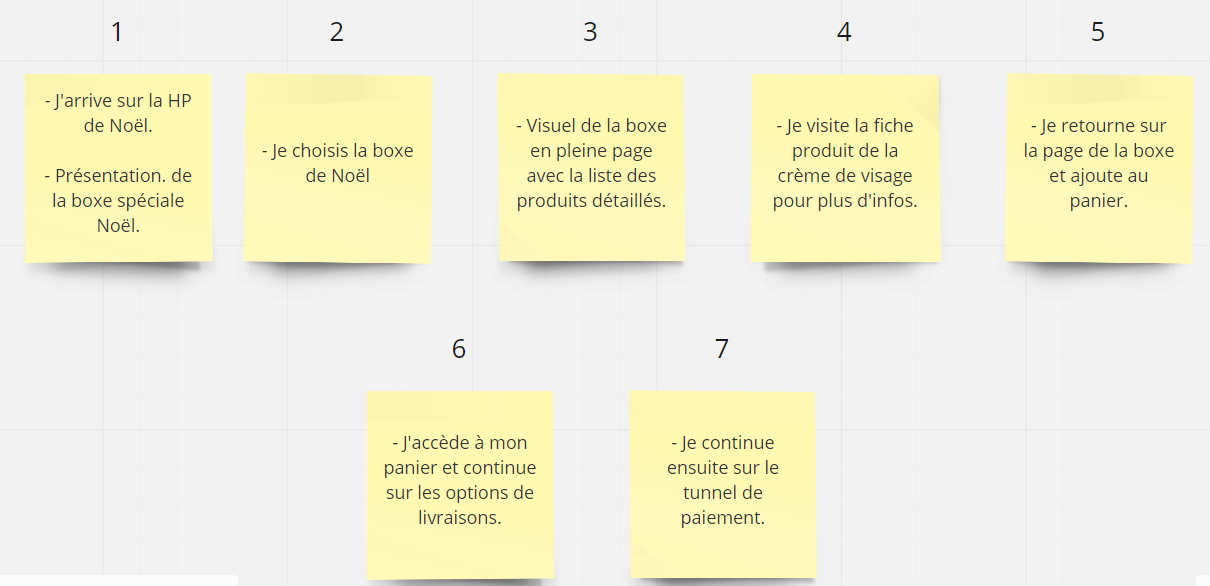 1
- J'arrive sur la HP
de Noël.
- Présentation. de
la boxe spéciale
Noël.
2
- Je choisis la boxe
de Noël
3
- Visuel de la boxe
en pleine page
avec la liste des
produits détaillés.
4
- Je visite la fiche
produit de la
crème de visage
pour plus d'infos.
5
- Je retourne sur
la page de la boxe
et ajoute au
panier.
6
- J'accède à mon
panier et continue
sur les options de
livraisons.
7
- Je continue
ensuite sur le
tunnel de
paiement.